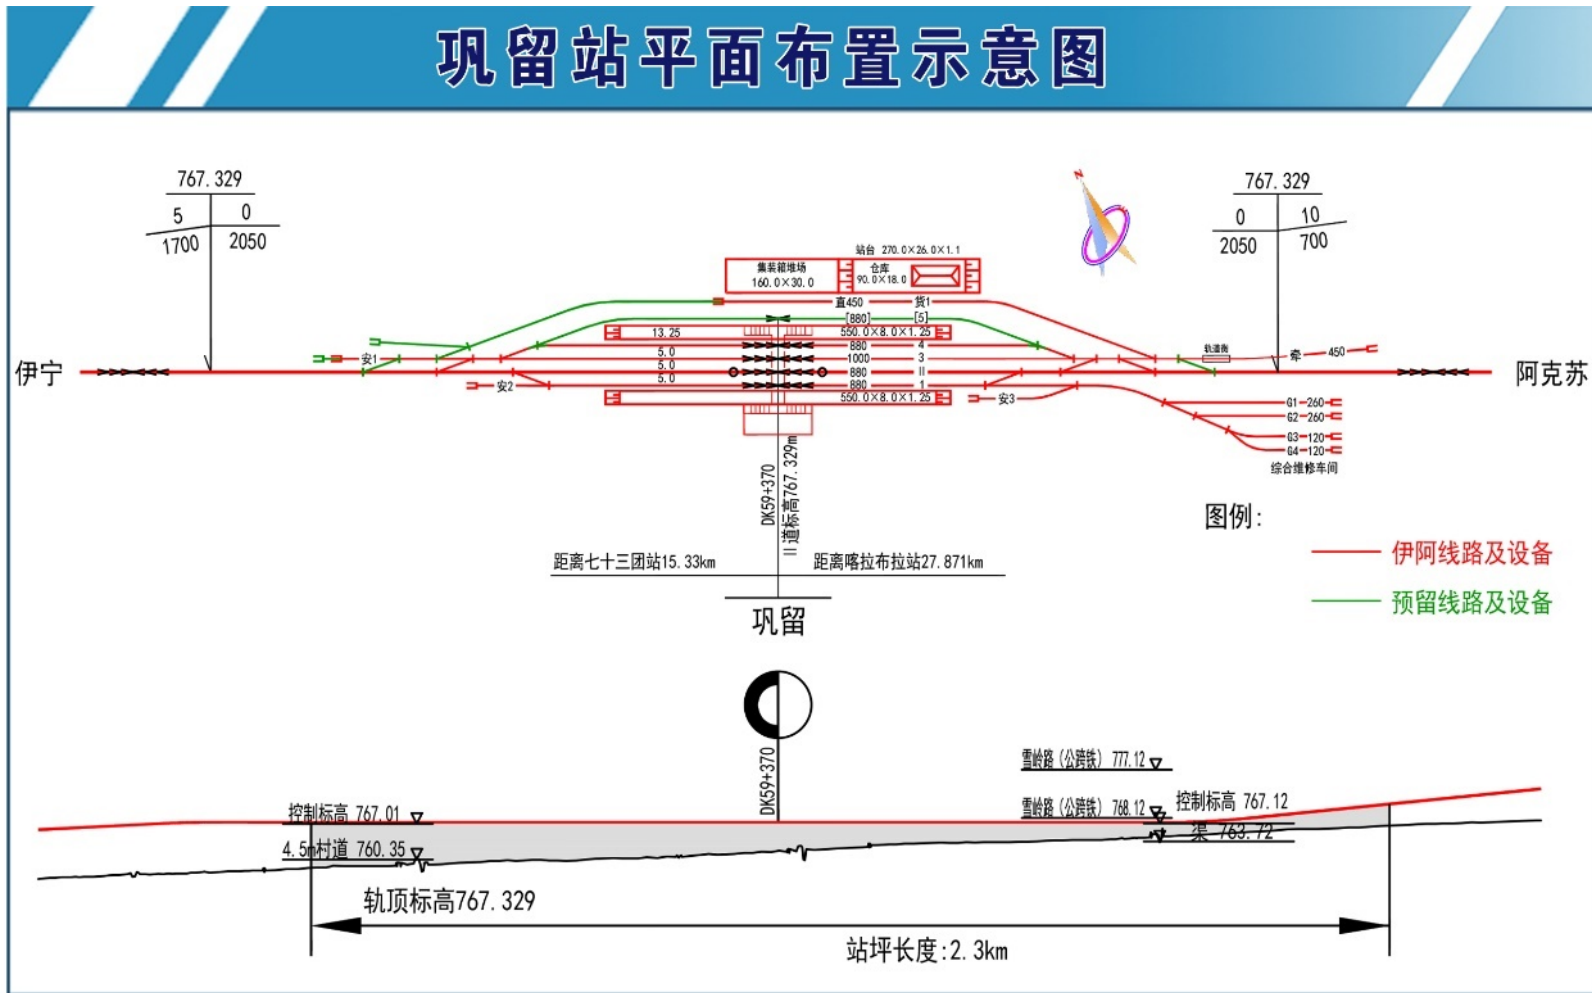 巩留站平面布置示意图
767.329
5
0
1700
2050
767.329
0
10
2050
700
N
站台 270.0×26.0×1.1
集装箱堆场
160.0×30.0
仓库
90.0×18.0
直450
货1
[880]
[5]
13.25
550.0×8.0×1.25
880
4
安1
5.0
1000
3
轨道衡
牵
450
伊宁
5.0
880
II
阿克苏
安2
5.0
880
1
550.0×8.0×1.25
安3
G1-260
G2-260
G3-120
G4-120
综合维修车间
DK59+370
II道标高767.329m
图例:
距离七十三团站15.33km
距离喀拉布拉站27.871km
伊阿线路及设备
预留线路及设备
巩留
DK59+370
雪岭路(公跨铁) 777.12
控制标高 767.01
雪岭路(公跨铁) 768.12
控制标高 767.12
渠 763.72
4.5m村道 760.35
轨顶标高767.329
站坪长度:2.3km